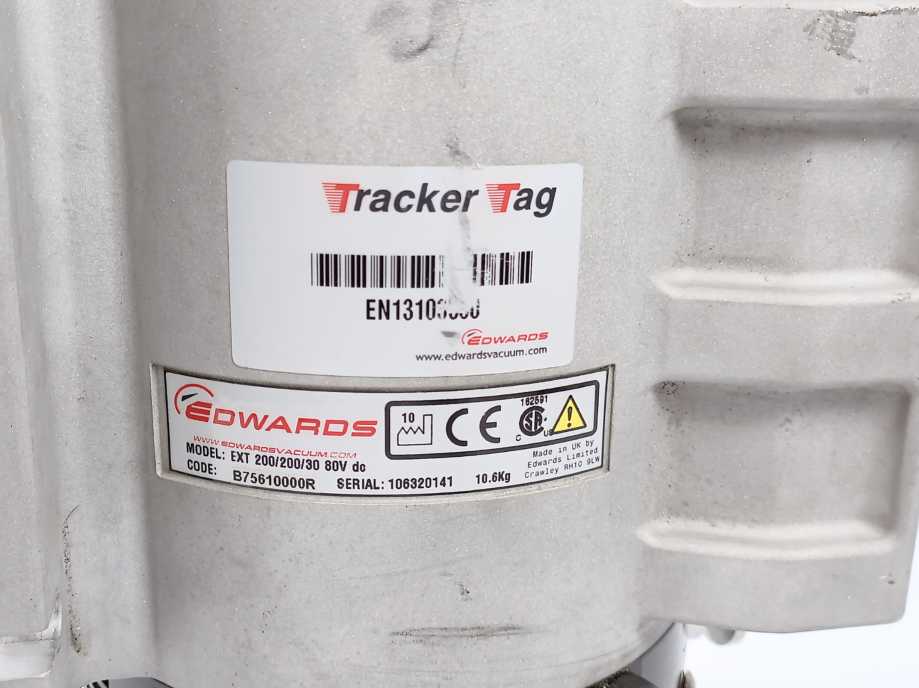 Tracker Tag
EDWARDS
www.edwardsvacuum.com
EDWARDS
WWW.EDWARDSVACUUM.COM
MODEL: EXT 200/200/30 80V dc
CODE: B75610000R SERIAL: 106320141 10.6Kg
10
CE
162591
C US
Made in UK by
Edwards Limited
Crawley RH10 9LW